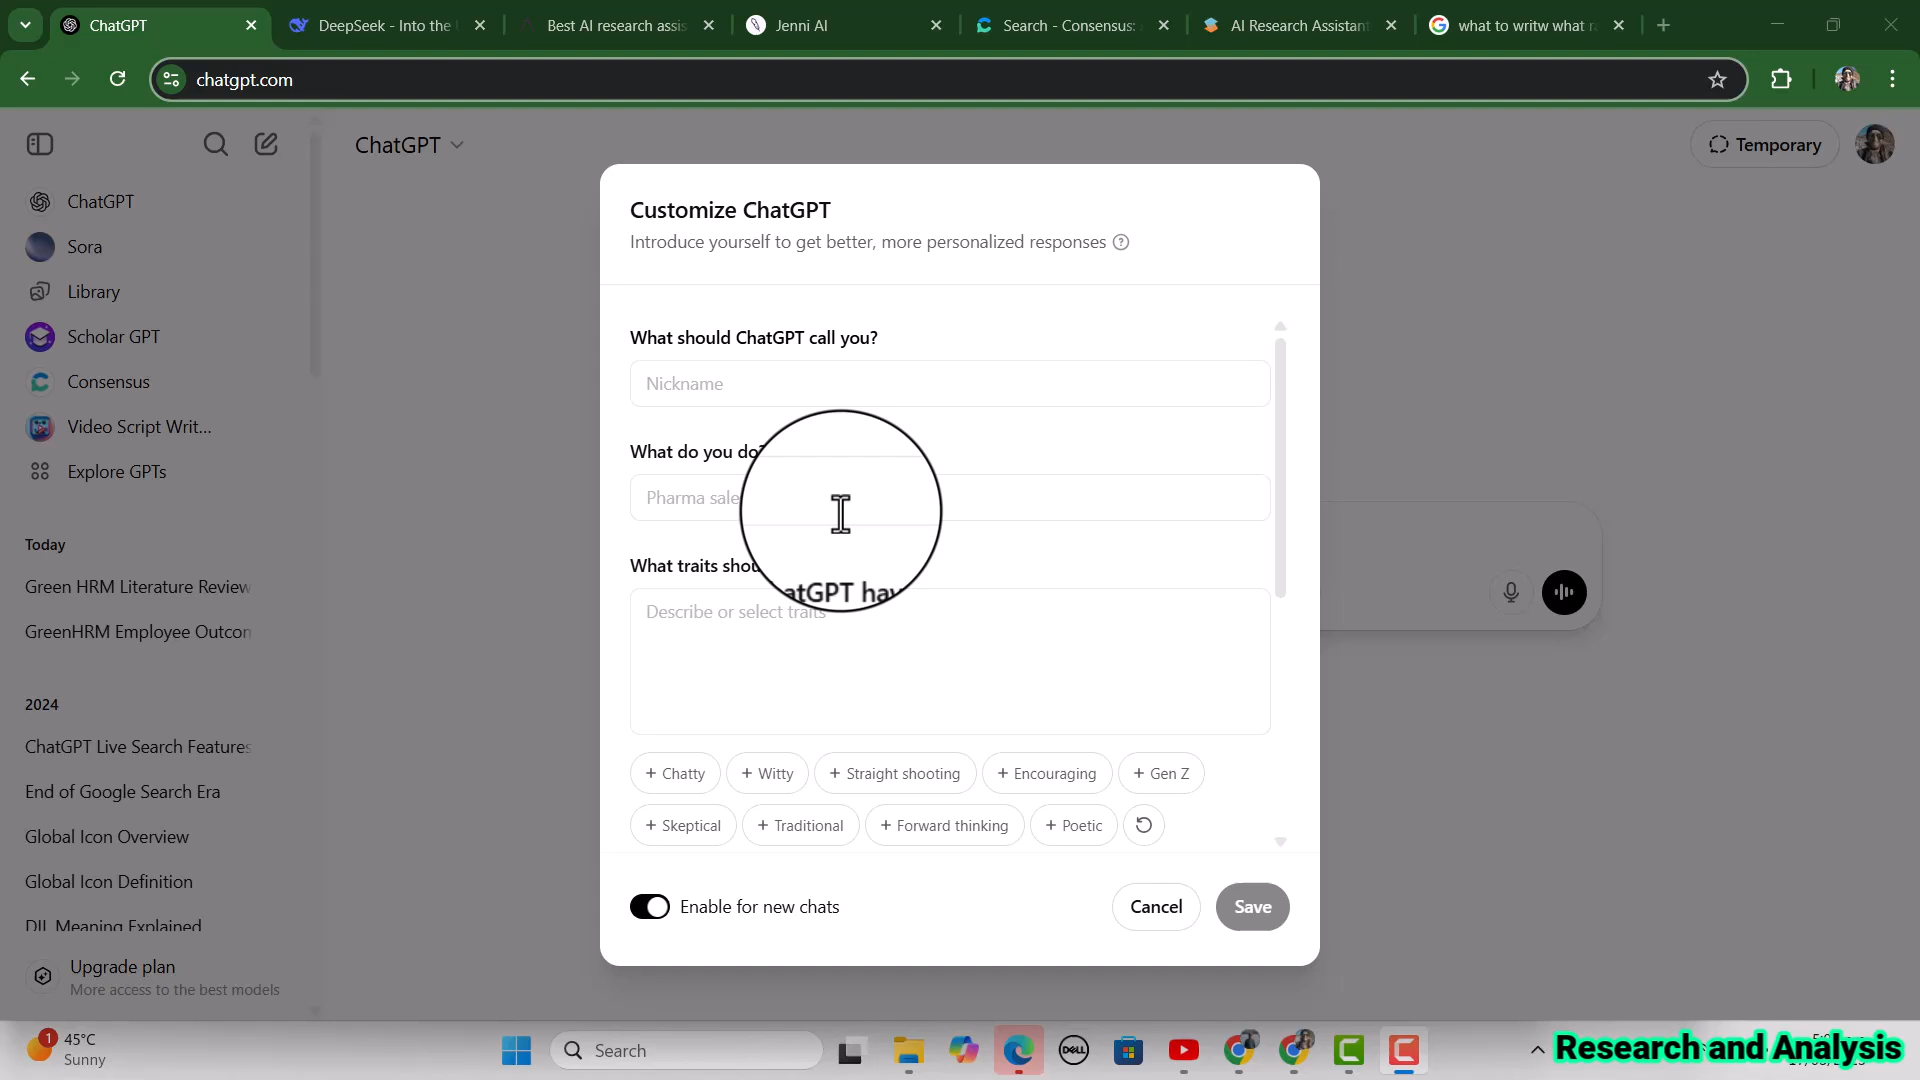 ChatGPT
DeepSeek - Into the
Best AI research assis
Jenni AI
Search - Consensus:
AI Research Assistant
what to writw what ra
chatgpt.com
ChatGPT
Temporary
ChatGPT
Sora
Library
Scholar GPT
Consensus
Video Script Writ...
Explore GPTs
Today
Green HRM Literature Review
GreenHRM Employee Outcom
2024
ChatGPT Live Search Features
End of Google Search Era
Global Icon Overview
Global Icon Definition
DIL Meaning Explained
Upgrade plan
More access to the best models
Customize ChatGPT
Introduce yourself to get better, more personalized responses
What should ChatGPT call you?
Nickname
What do you do?
Pharma sale
What traits shou
atGPT hav
Describe or select traits
+ Chatty
+ Witty
+ Straight shooting
+ Encouraging
+ Gen Z
+ Skeptical
+ Traditional
+ Forward thinking
+ Poetic
Enable for new chats
Cancel
Save
1
45°C
Sunny
Search
DELL
Research and Analysis